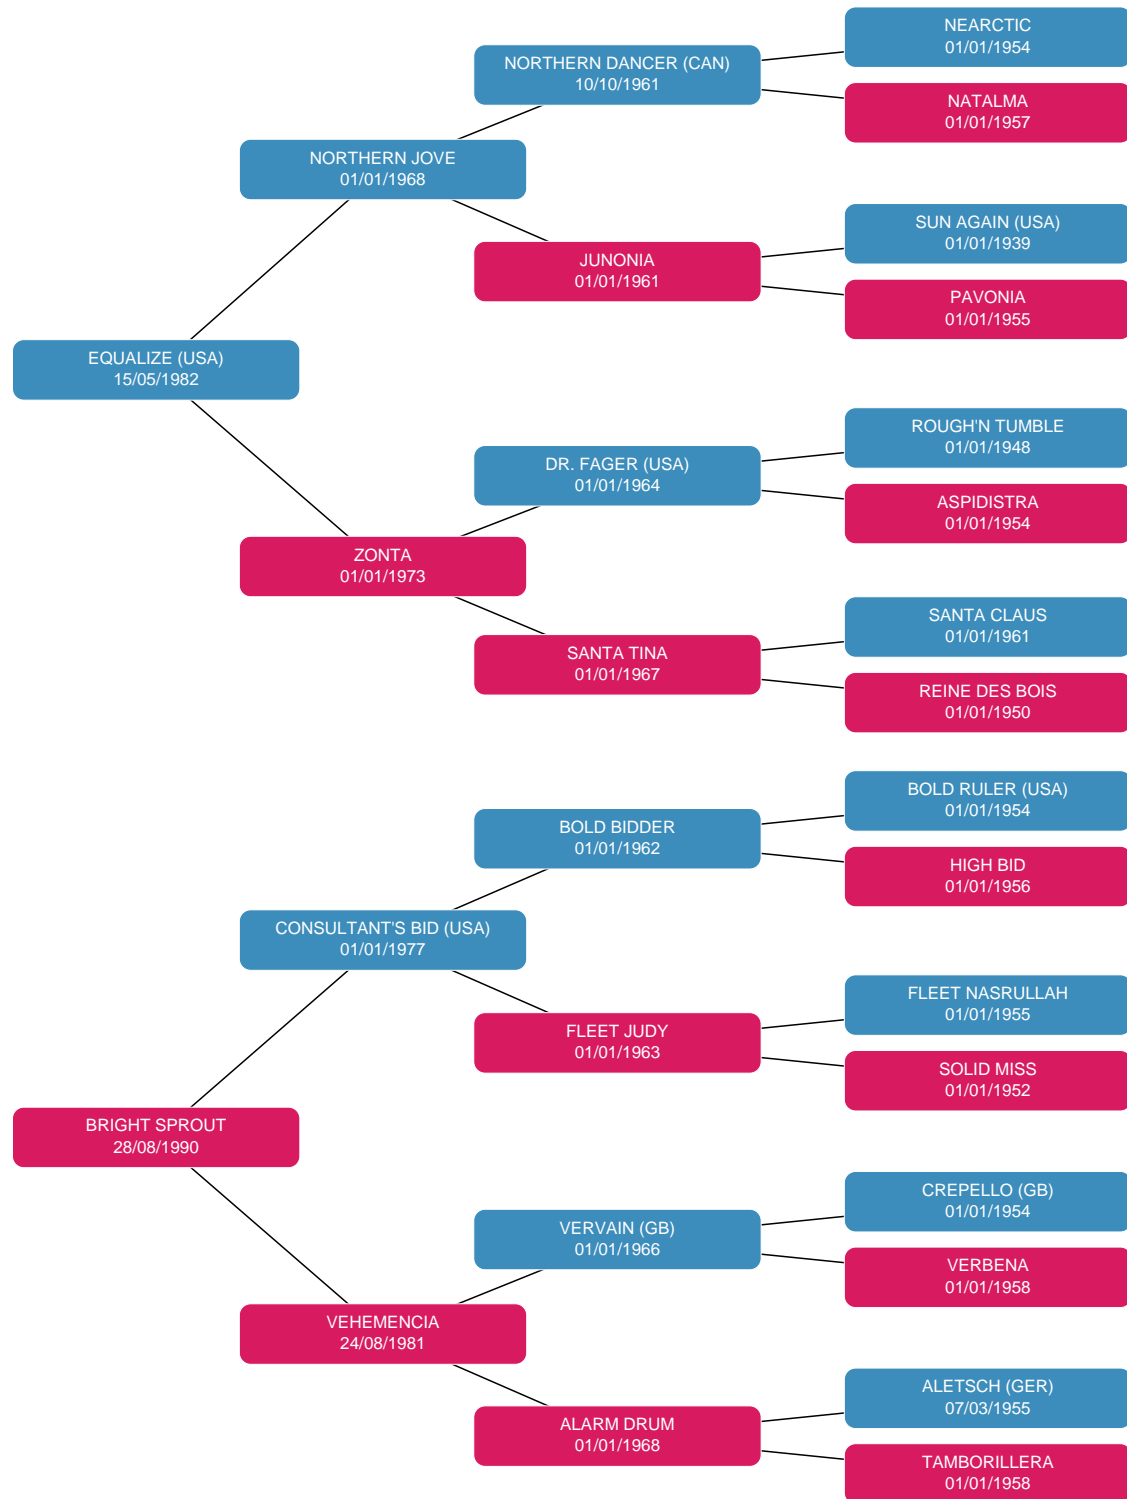 NEARCTIC
01/01/1954
NORTHERN DANCER (CAN)
10/10/1961
NATALMA
01/01/1957
NORTHERN JOVE
01/01/1968
SUN AGAIN (USA)
01/01/1939
JUNONIA
01/01/1961
PAVONIA
01/01/1955
EQUALIZE (USA)
15/05/1982
ROUGH'N TUMBLE
01/01/1948
DR. FAGER (USA)
01/01/1964
ASPIDISTRA
01/01/1954
ZONTA
01/01/1973
SANTA CLAUS
01/01/1961
SANTA TINA
01/01/1967
REINE DES BOIS
01/01/1950
BOLD RULER (USA)
01/01/1954
BOLD BIDDER
01/01/1962
HIGH BID
01/01/1956
CONSULTANT'S BID (USA)
01/01/1977
FLEET NASRULLAH
01/01/1955
FLEET JUDY
01/01/1963
SOLID MISS
01/01/1952
BRIGHT SPROUT
28/08/1990
CREPELLO (GB)
01/01/1954
VERVAIN (GB)
01/01/1966
VERBENA
01/01/1958
VEHEMENCIA
24/08/1981
ALETSCH (GER)
07/03/1955
ALARM DRUM
01/01/1968
TAMBORILLERA
01/01/1958